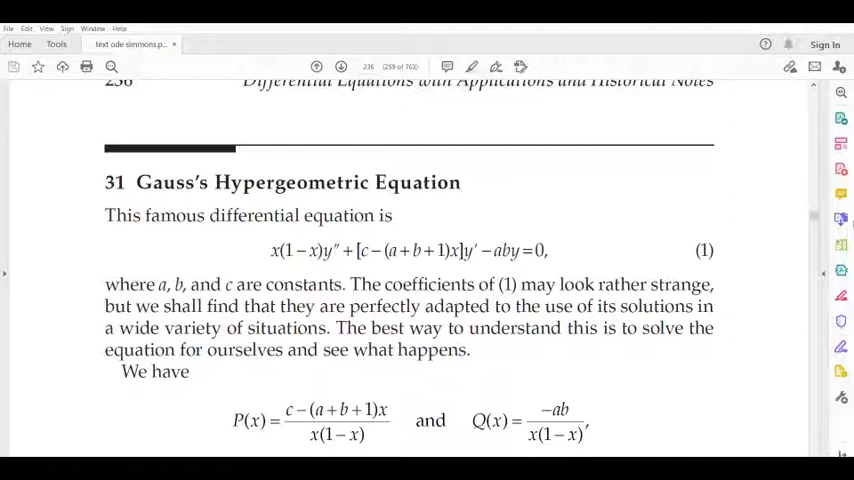 File Edit View Sign Window Help
Home Tools text ode simmons.p... × Sign In
236 (259 of 763)
236 Differential Equations with Applications and Historical Notes
31 Gauss's Hypergeometric Equation
This famous differential equation is
x(1 − x)y″ + [c − (a + b + 1)x]y′ − aby = 0, (1)
where a, b, and c are constants. The coefficients of (1) may look rather strange,
but we shall find that they are perfectly adapted to the use of its solutions in
a wide variety of situations. The best way to understand this is to solve the
equation for ourselves and see what happens.
We have
P(x) = c − (a + b + 1)x / x(1 − x) and Q(x) = −ab / x(1 − x),